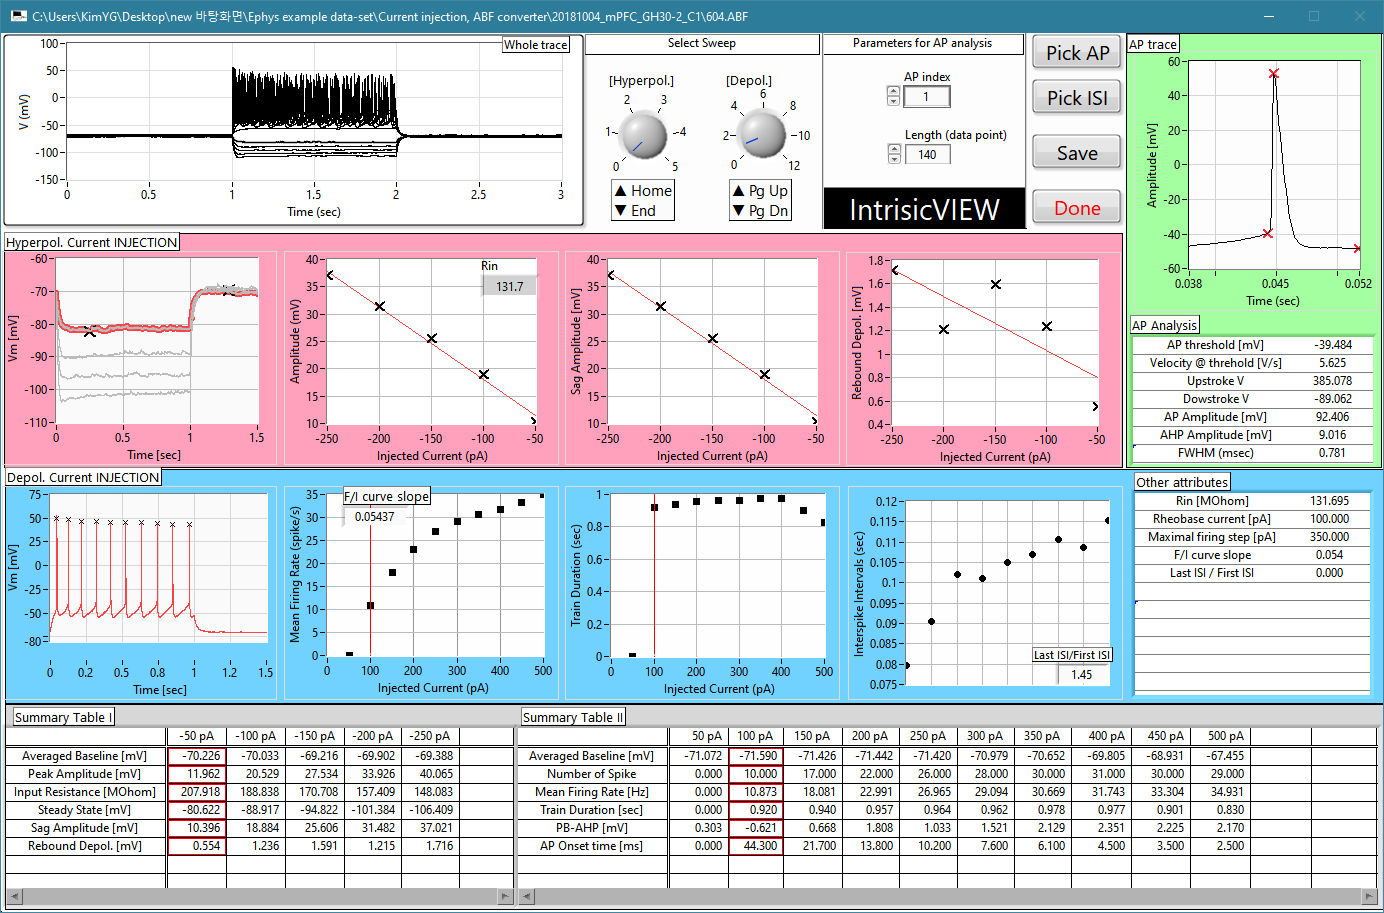 C:\Users\KimYG\Desktop\new 바탕화면\Ephys example data-set\Current injection, ABF converter\20181004_mPFC_GH30-2_C1\604.ABF
Whole trace
100
50
0
-50
-100
-150
V (mV)
0 0.5 1 1.5 2 2.5 3
Time (sec)
Select Sweep
[Hyperpol.]
0 1 2 3 4 5
▲ Home
▼ End
[Depol.]
0 2 4 6 8 10 12
▲ Pg Up
▼ Pg Dn
Parameters for AP analysis
AP index
1
Length (data point)
140
IntrisicVIEW
Pick AP
Pick ISI
Save
Done
AP trace
60
40
20
0
-20
-40
-60
Amplitude [mV]
0.038 0.045 0.052
Time (sec)
AP Analysis
AP threshold [mV] -39.484
Velocity @ threhold [V/s] 5.625
Upstroke V 385.078
Dowstroke V -89.062
AP Amplitude [mV] 92.406
AHP Amplitude [mV] 9.016
FWHM (msec) 0.781
Hyperpol. Current INJECTION
-60
-70
-80
-90
-100
-110
Vm [mV]
0 0.5 1 1.5
Time [sec]
Rin
131.7
40
35
30
25
20
15
10
Amplitude (mV)
-250 -200 -150 -100 -50
Injected Current (pA)
40
35
30
25
20
15
10
Sag Amplitude [mV]
-250 -200 -150 -100 -50
Injected Current (pA)
1.8
1.6
1.4
1.2
1
0.8
0.6
0.4
Rebound Depol. [mV]
-250 -200 -150 -100 -50
Injected Current (pA)
Depol. Current INJECTION
75
50
25
0
-25
-50
-80
Vm [mV]
0 0.2 0.5 0.8 1 1.2 1.5
Time [sec]
F/I curve slope
0.05437
35
30
25
20
15
10
5
0
Mean Firing Rate (spike/s)
0 100 200 300 400 500
Injected Current (pA)
1
0.8
0.6
0.4
0.2
0
Train Duration (sec)
0 100 200 300 400 500
Injected Current (pA)
0.12
0.115
0.11
0.105
0.1
0.095
0.09
0.085
0.08
0.075
Interspike Intervals (sec)
Last ISI/First ISI
1.45
Other attributes
Rin [MOhom] 131.695
Rheobase current [pA] 100.000
Maximal firing step [pA] 350.000
F/I curve slope 0.054
Last ISI / First ISI 0.000
Summary Table I
-50 pA -100 pA -150 pA -200 pA -250 pA
Averaged Baseline [mV] -70.226 -70.033 -69.216 -69.902 -69.388
Peak Amplitude [mV] 11.962 20.529 27.534 33.926 40.065
Input Resistance [MOhom] 207.918 188.838 170.708 157.409 148.083
Steady State [mV] -80.622 -88.917 -94.822 -101.384 -106.409
Sag Amplitude [mV] 10.396 18.884 25.606 31.482 37.021
Rebound Depol. [mV] 0.554 1.236 1.591 1.215 1.716
Summary Table II
50 pA 100 pA 150 pA 200 pA 250 pA 300 pA 350 pA 400 pA 450 pA 500 pA
Averaged Baseline [mV] -71.072 -71.590 -71.426 -71.442 -71.420 -70.979 -70.652 -69.805 -68.931 -67.455
Number of Spike 0.000 10.000 17.000 22.000 26.000 28.000 30.000 31.000 30.000 29.000
Mean Firing Rate [Hz] 0.000 10.873 18.081 22.991 26.965 29.094 30.669 31.743 33.304 34.931
Train Duration [sec] 0.000 0.920 0.940 0.957 0.964 0.962 0.978 0.977 0.901 0.830
PB-AHP [mV] 0.303 -0.621 0.668 1.808 1.033 1.521 2.129 2.351 2.225 2.170
AP Onset time [ms] 0.000 44.300 21.700 13.800 10.200 7.600 6.100 4.500 3.500 2.500